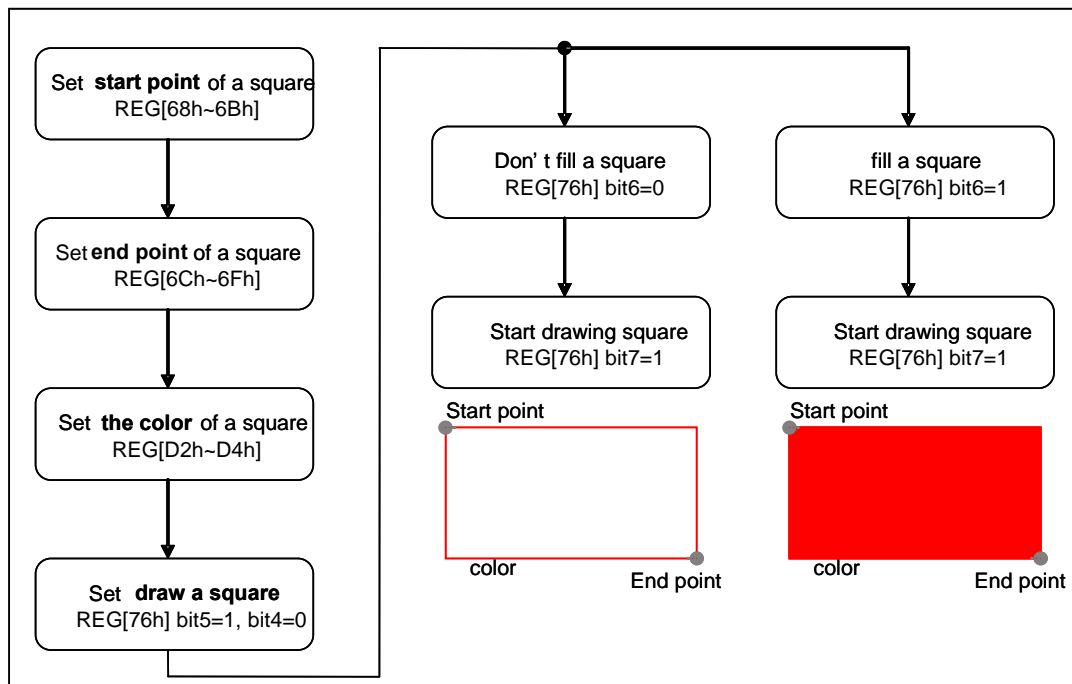 Set start point of a square
REG[68h~6Bh]
Set end point of a square
REG[6Ch~6Fh]
Set the color of a square
REG[D2h~D4h]
Set draw a square
REG[76h] bit5=1, bit4=0
Don't fill a square
REG[76h] bit6=0
Start drawing square
REG[76h] bit7=1
Start point
color
End point
fill a square
REG[76h] bit6=1
Start drawing square
REG[76h] bit7=1
Start point
color
End point